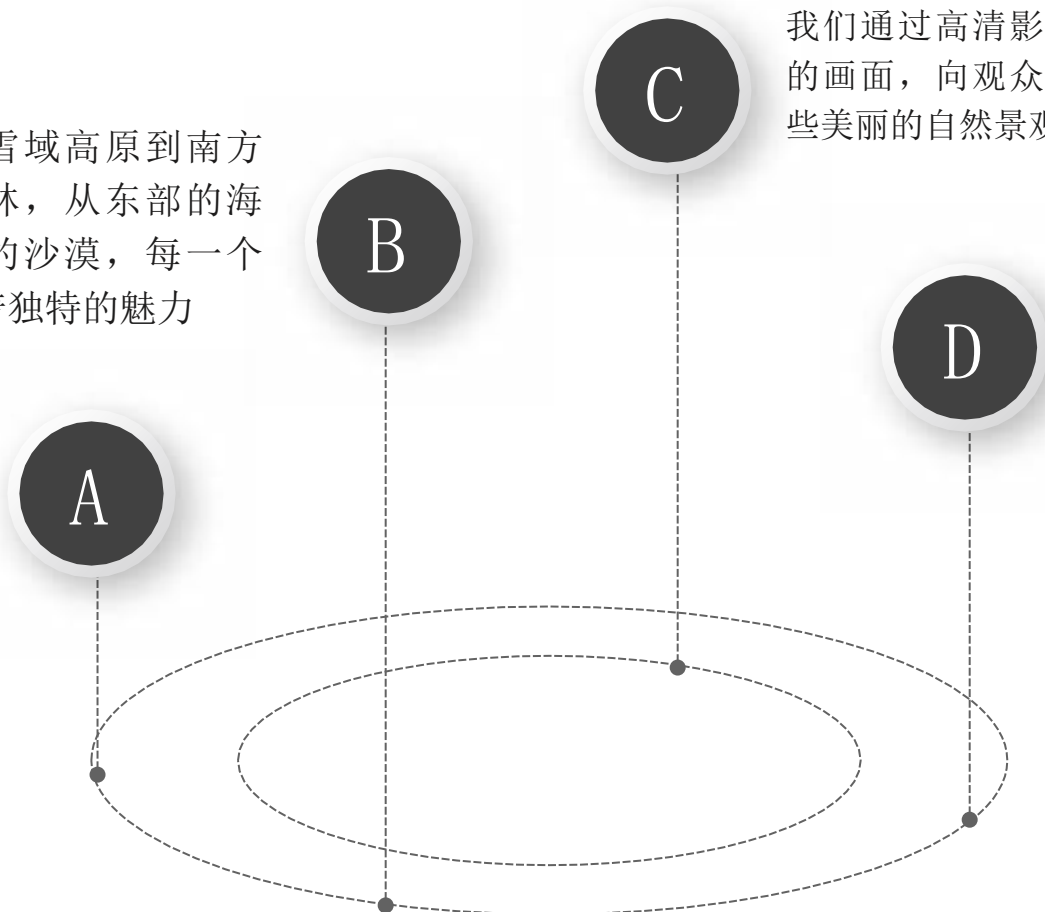 我们通过高清影
的画面，向观众
些美丽的自然景
C
雪域高原到南方
林，从东部的海
的沙漠，每一个
独特的魅力
B
D
A